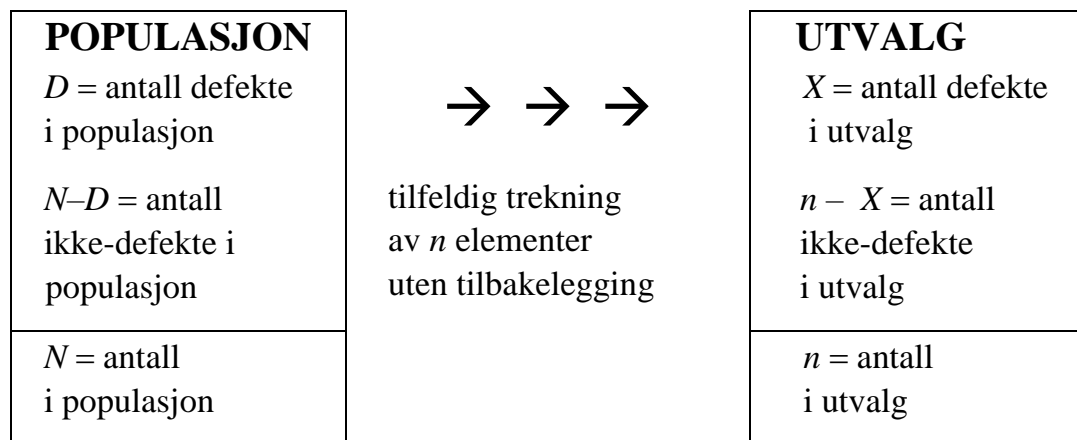 POPULASJON
D = antall defekte
i populasjon
N–D = antall
ikke-defekte i
populasjon
N = antall
i populasjon
→ → →
tilfeldig trekning
av n elementer
uten tilbakelegging
UTVALG
X = antall defekte
i utvalg
n – X = antall
ikke-defekte
i utvalg
n = antall
i utvalg